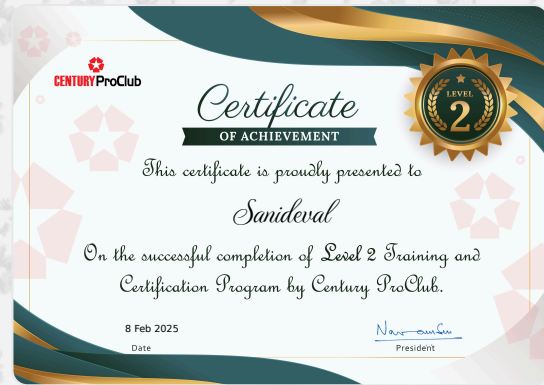 CENTURY ProClub
LEVEL
2
Certificate
OF ACHIEVEMENT
This certificate is proudly presented to
Sanideval
On the successful completion of Level 2 Training and
Certification Program by Century ProClub.
8 Feb 2025
Date
President